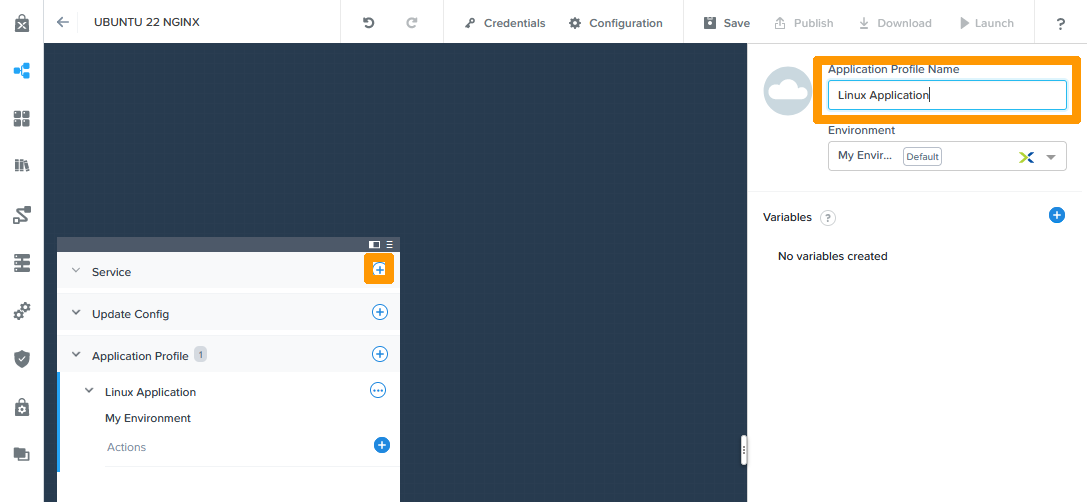 UBUNTU 22 NGINX
Credentials
Configuration
Save
Publish
Download
Launch
?
Application Profile Name
Linux Application
Environment
My Envir...
Default
Variables
?
No variables created
Service
Update Config
Application Profile 1
Linux Application
My Environment
Actions